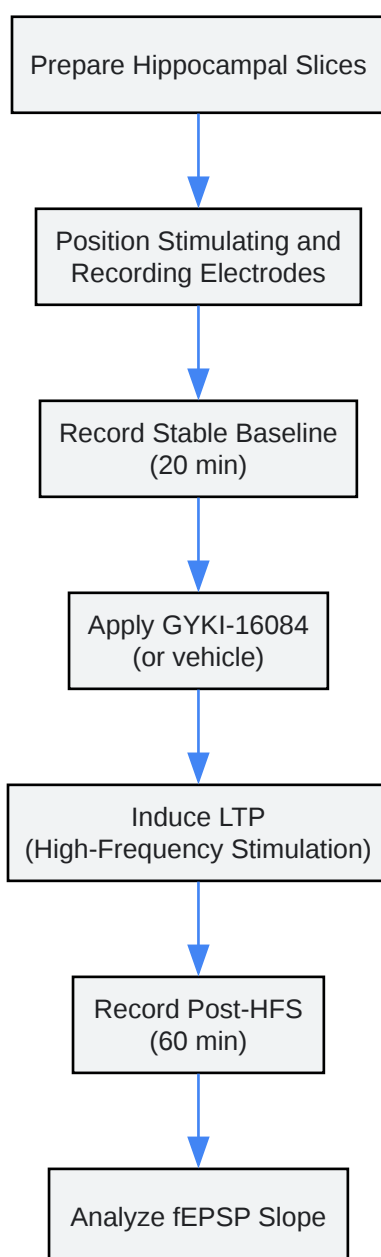 Prepare Hippocampal Slices
Position Stimulating and
Recording Electrodes
Record Stable Baseline
(20 min)
Apply GYKI-16084
(or vehicle)
Induce LTP
(High-Frequency Stimulation)
Record Post-HFS
(60 min)
Analyze fEPSP Slope